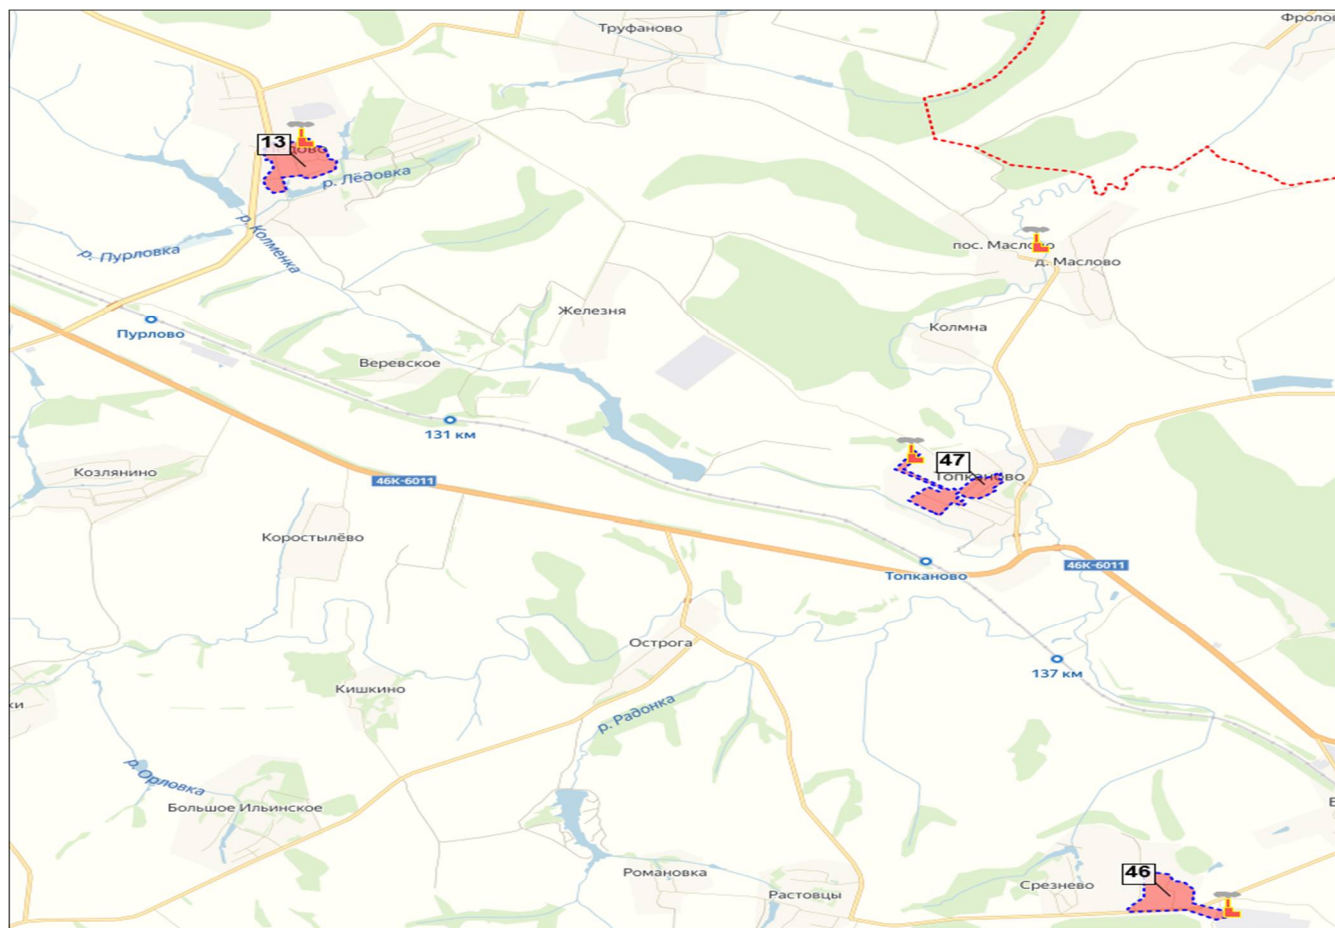 Труфаново
13
р. Лёдовка
р. Пурловка
р. Колменка
пос. Маслово
д. Маслово
Пурлово
Железня
Колмна
Веревское
131 км
47
Топканово
Козлянино
46К-6011
Коростылёво
Топканово
46К-6011
Острога
137 км
Кишкино
р. Радонка
р. Орловка
Большое Ильинское
Романовка
Растовцы
46
Срезнево